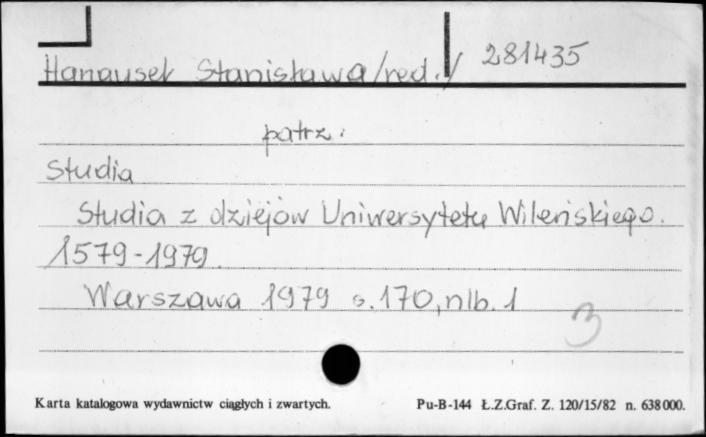 Hanausek Stanisława /red./ 281435
patrz:
Studia
Studia z dziejów Uniwersytetu Wileńskiego.
1579-1979.
Warszawa 1979 s. 170, nlb. 1
3
Karta katalogowa wydawnictw ciągłych i zwartych. Pu-B-144 Ł.Z.Graf. Z. 120/15/82 n. 638000.